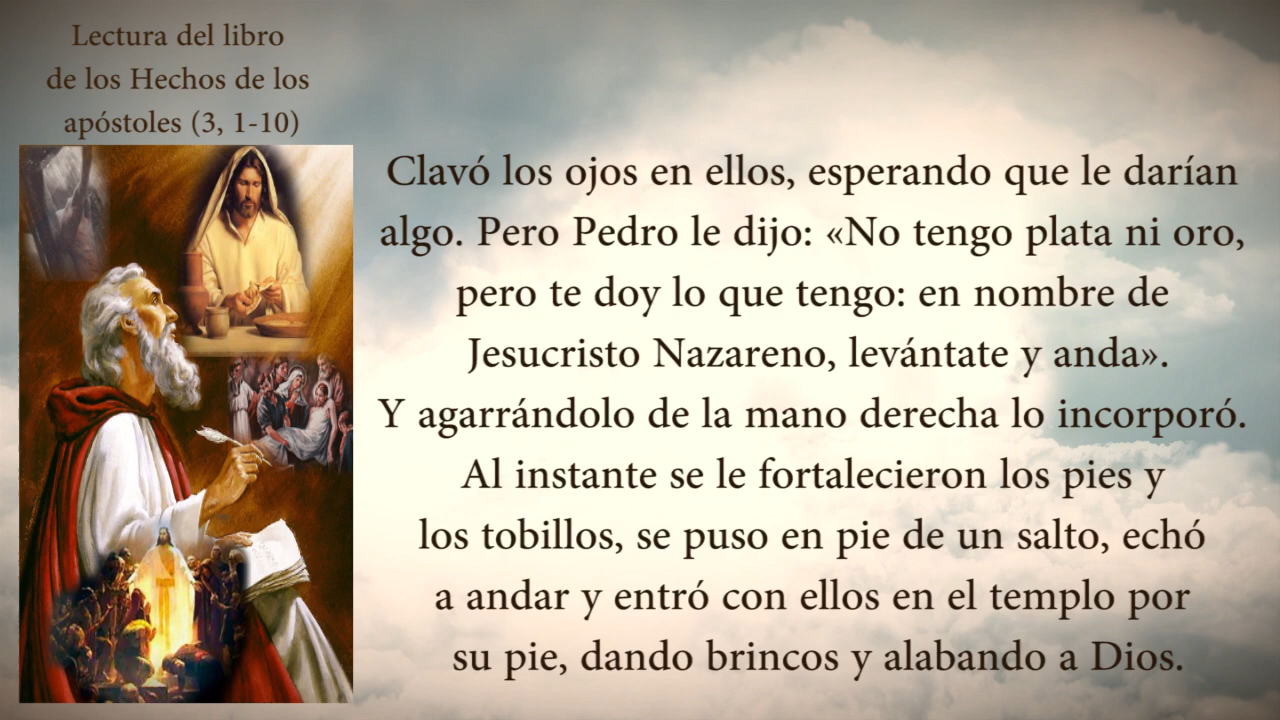 Lectura del libro
de los Hechos de los
apóstoles (3, 1-10)
Clavó los ojos en ellos, esperando que le darían
algo. Pero Pedro le dijo: «No tengo plata ni oro,
pero te doy lo que tengo: en nombre de
Jesucristo Nazareno, levántate y anda».
Y agarrándolo de la mano derecha lo incorporó.
Al instante se le fortalecieron los pies y
los tobillos, se puso en pie de un salto, echó
a andar y entró con ellos en el templo por
su pie, dando brincos y alabando a Dios.